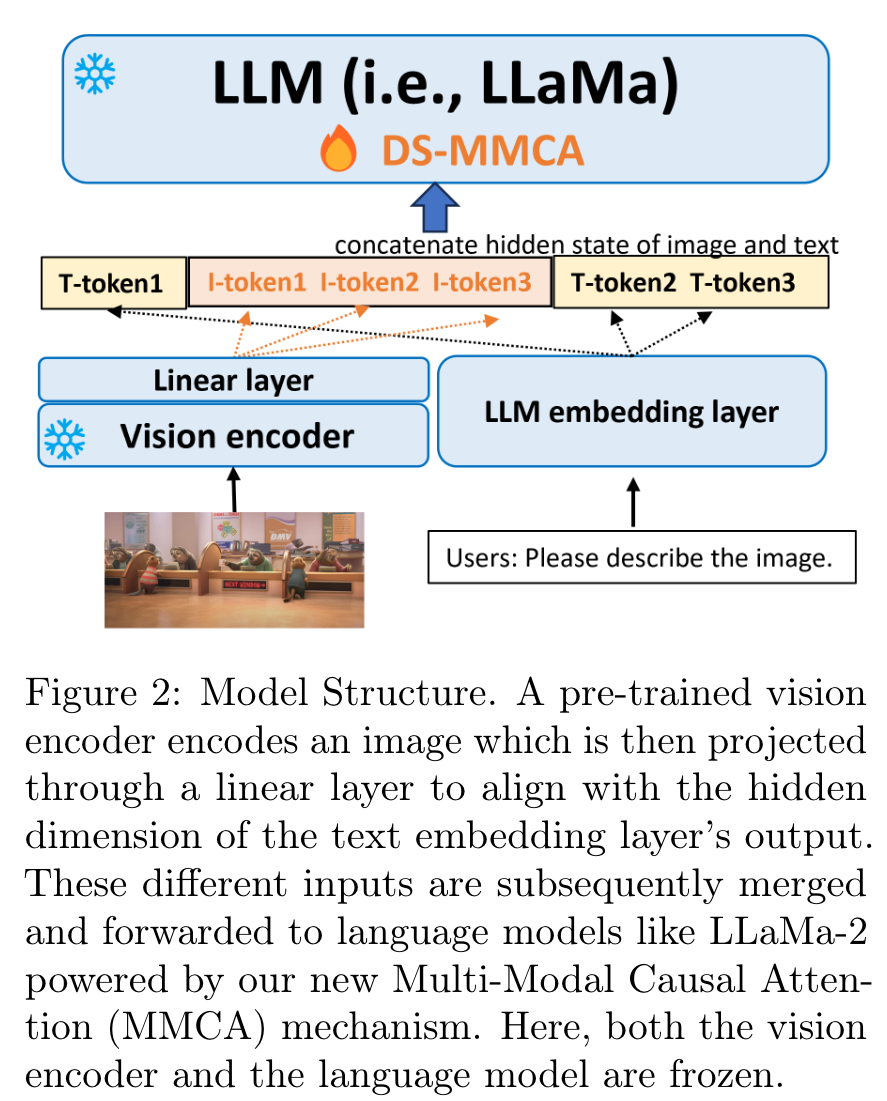 LLM (i.e., LLaMa)
DS-MMCA
concatenate hidden state of image and text
T-token1 I-token1 I-token2 I-token3 T-token2 T-token3
Linear layer
Vision encoder
LLM embedding layer
BMV
NEXT WINDOW
Users: Please describe the image.
Figure 2: Model Structure. A pre-trained vision
encoder encodes an image which is then projected
through a linear layer to align with the hidden
dimension of the text embedding layer's output.
These different inputs are subsequently merged
and forwarded to language models like LLaMa-2
powered by our new Multi-Modal Causal Atten-
tion (MMCA) mechanism. Here, both the vision
encoder and the language model are frozen.